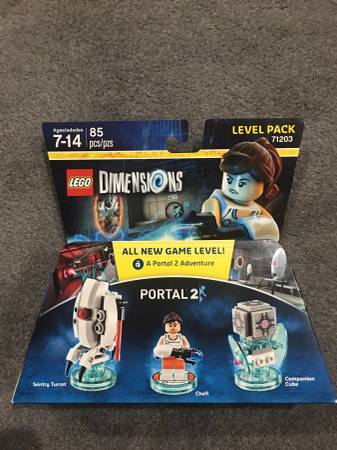 Ages/edades
7-14
85
pcs/pzs
LEVEL PACK
71203
LEGO DIMENSIONS
ALL NEW GAME LEVEL!
A Portal 2 Adventure
PORTAL 2
Sentry Turret
Chell
Companion
Cube